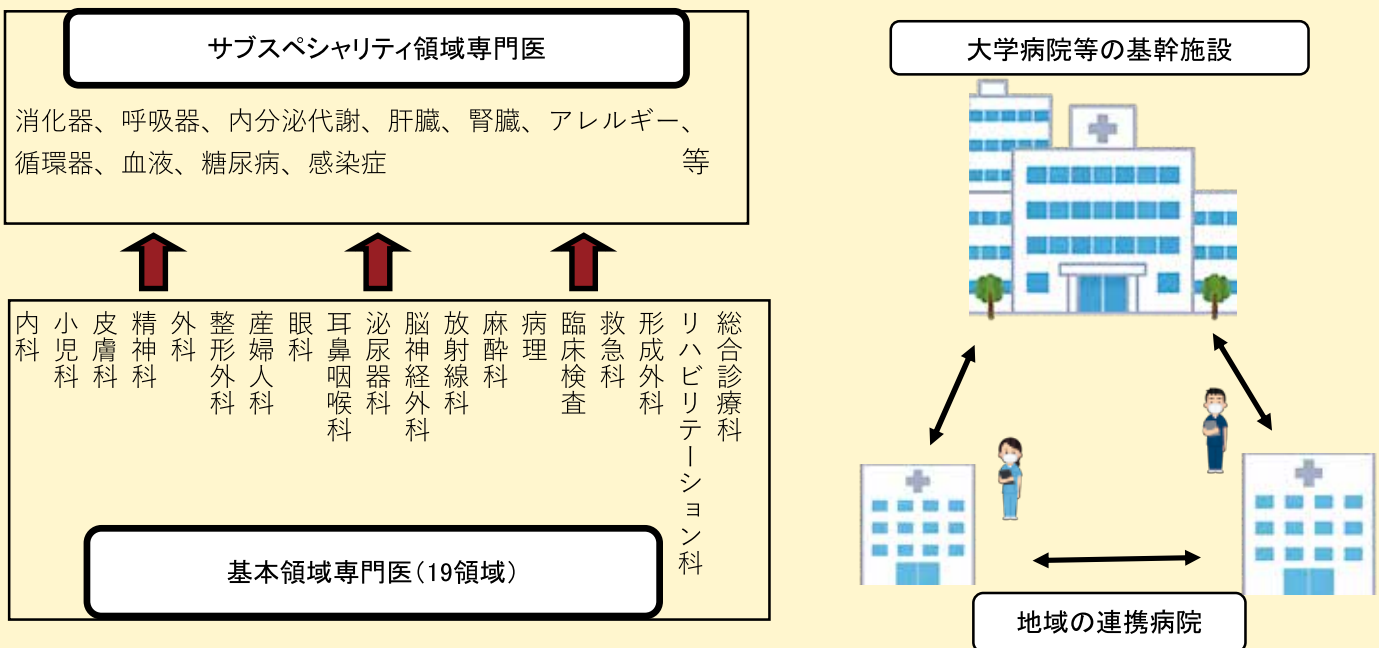 サブスペシャリティ領域専門医
消化器、呼吸器、内分泌代謝、肝臓、腎臓、アレルギー、
循環器、血液、糖尿病、感染症 等
内科
小児科
皮膚科
精神科
外科
整形外科
産婦人科
眼科
耳鼻咽喉科
泌尿器科
脳神経外科
放射線科
麻酔科
病理
臨床検査
救急科
形成外科
リハビリテーション科
総合診療科
基本領域専門医(19領域)
大学病院等の基幹施設
地域の連携病院